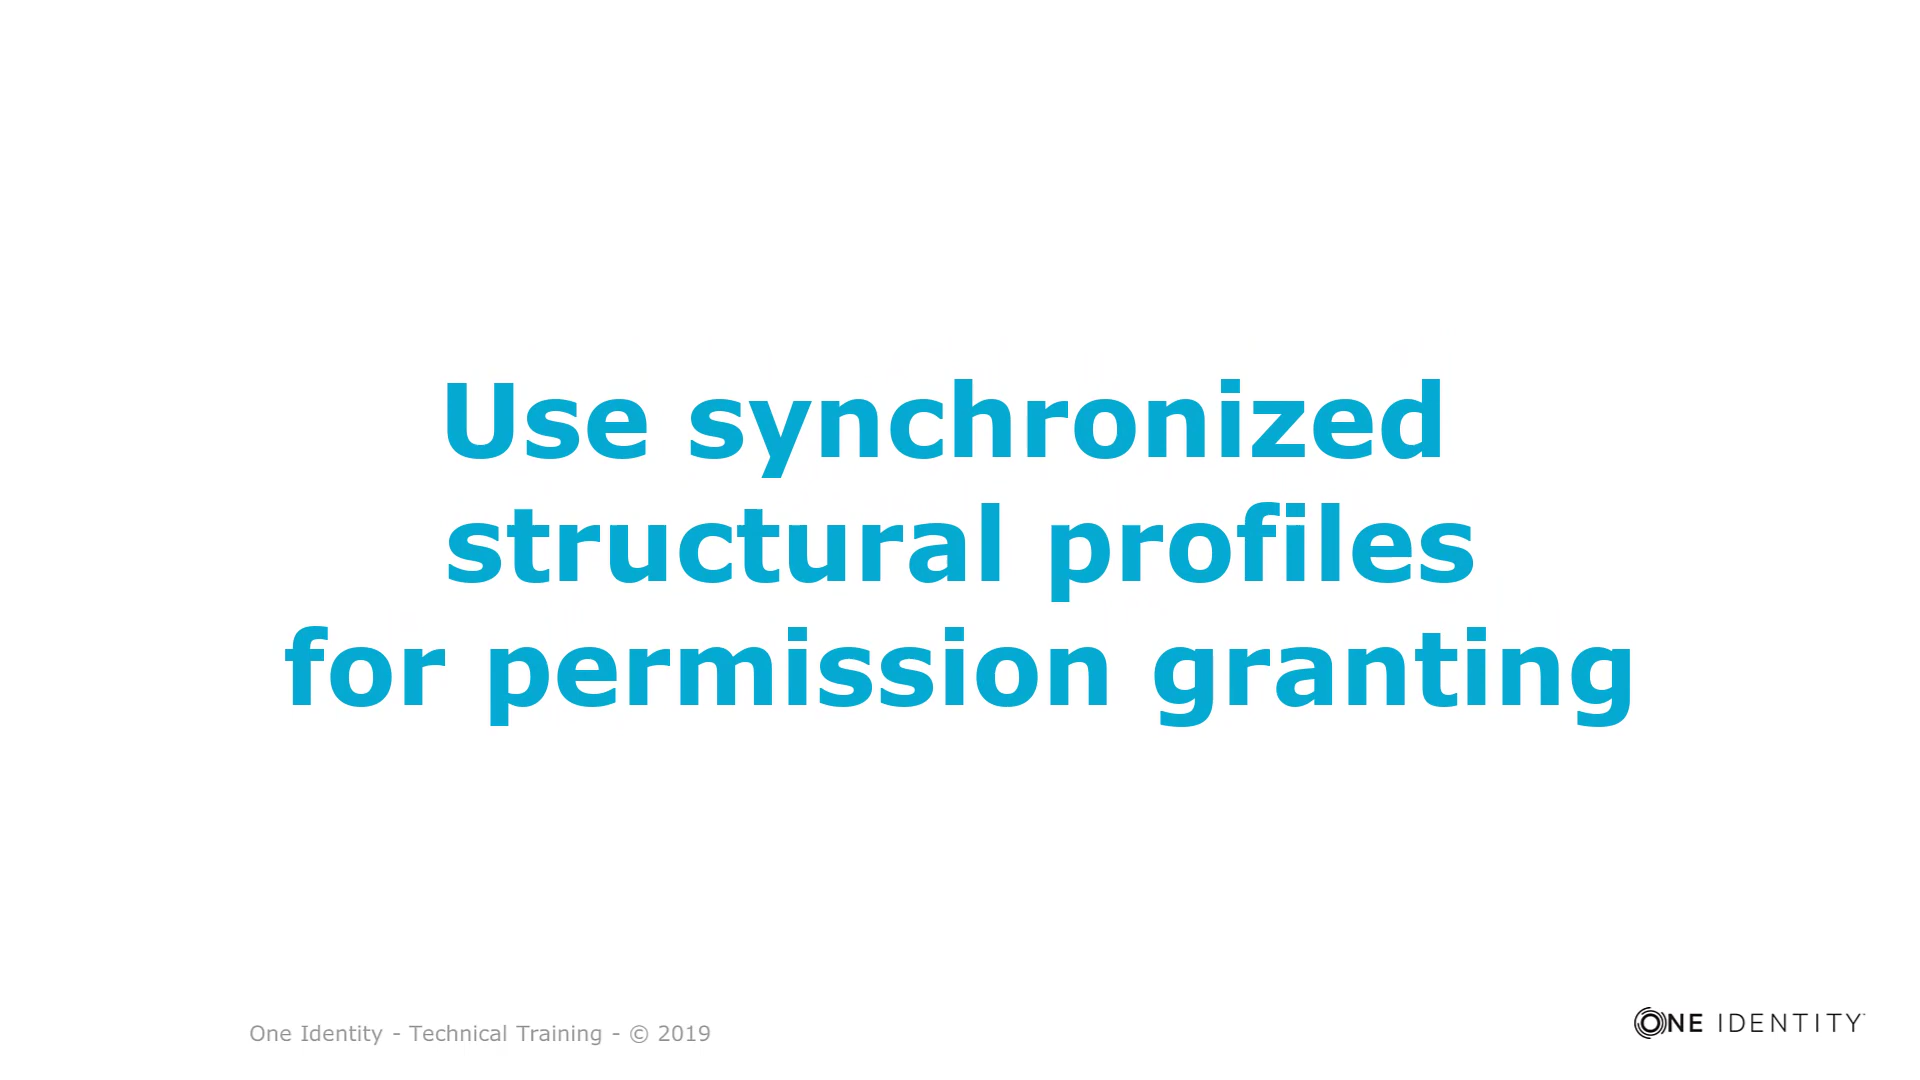 Use synchronized
structural profiles
for permission granting
One Identity - Technical Training - © 2019
ONE IDENTITY